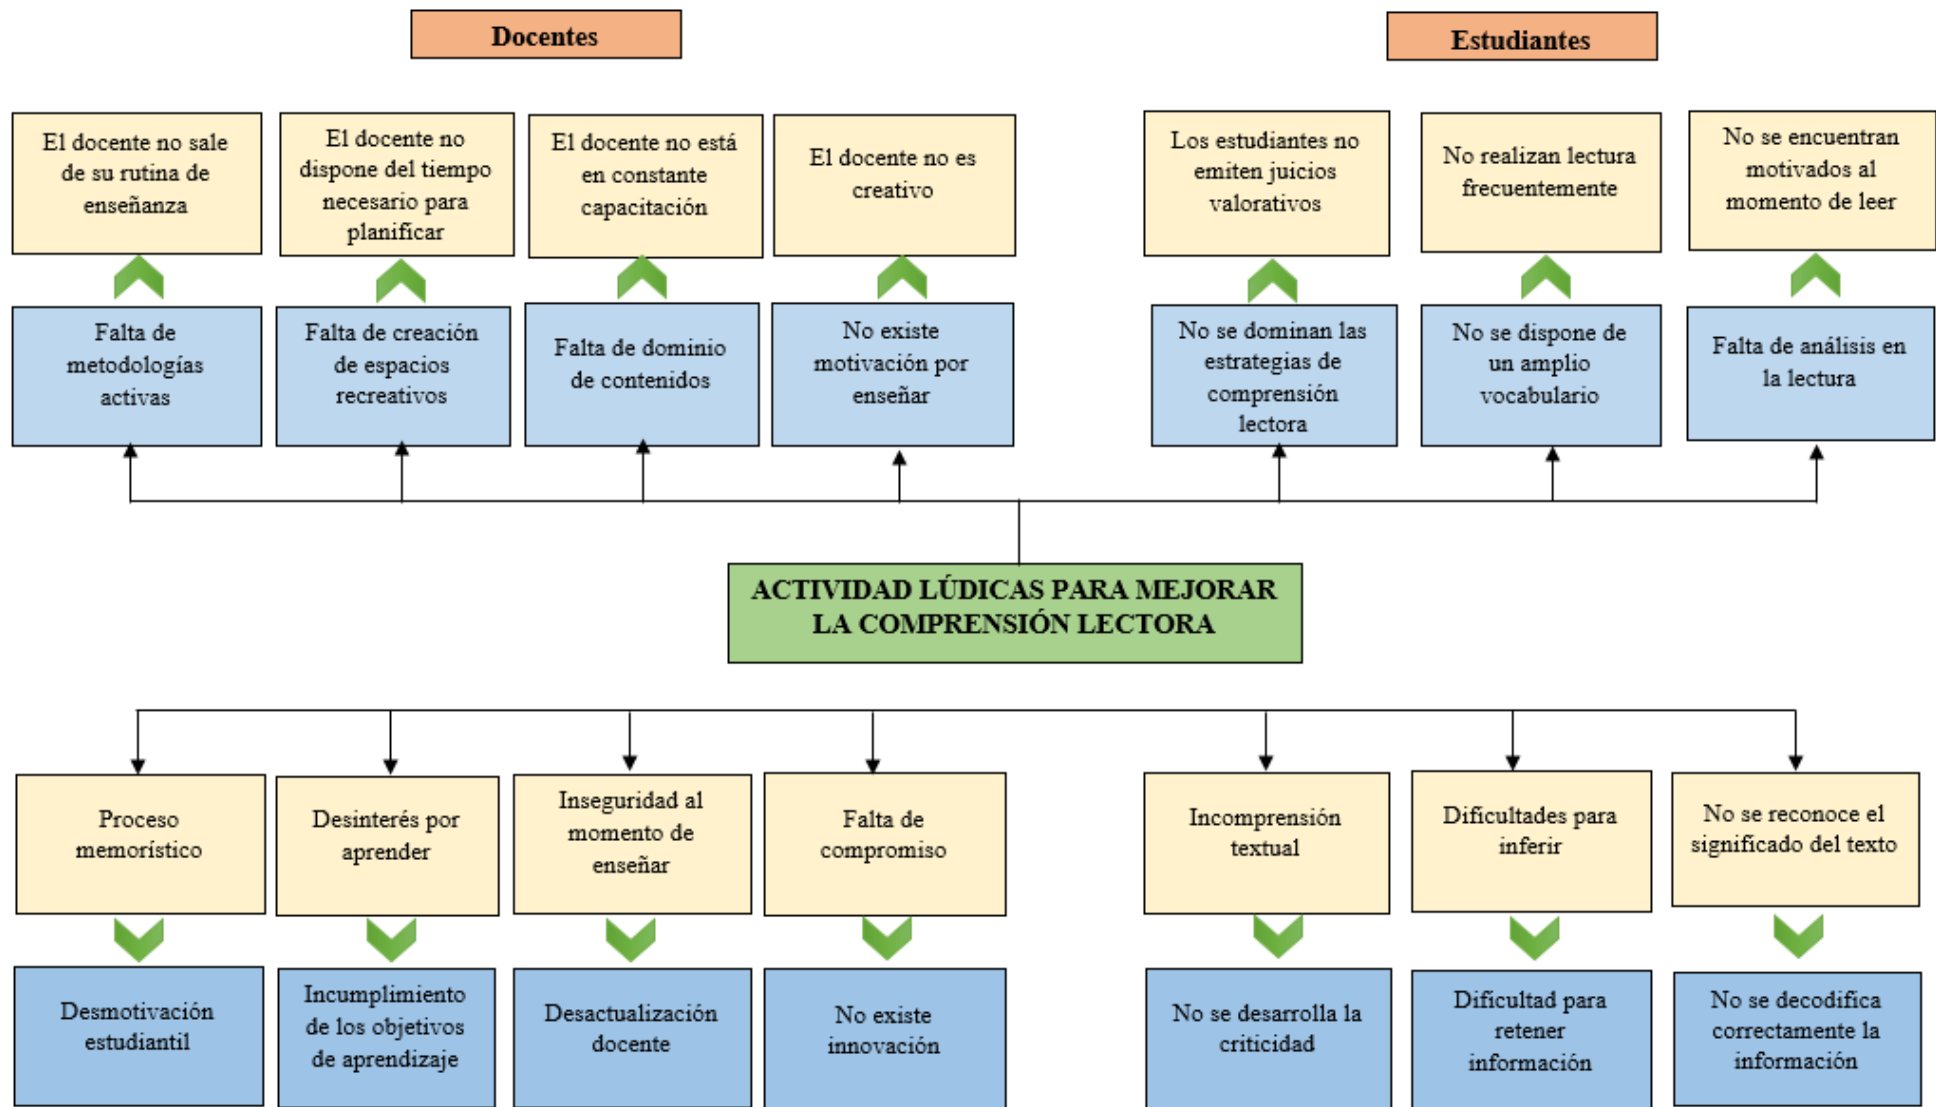 Docentes
Estudiantes
El docente no sale
de su rutina de
enseñanza
El docente no
dispone del tiempo
necesario para
planificar
El docente no está
en constante
capacitación
El docente no es
creativo
Los estudiantes no
emiten juicios
valorativos
No realizan lectura
frecuentemente
No se encuentran
motivados al
momento de leer
Falta de
metodologías
activas
Falta de creación
de espacios
recreativos
Falta de dominio
de contenidos
No existe
motivación por
enseñar
No se dominan las
estrategias de
comprensión
lectora
No se dispone de
un amplio
vocabulario
Falta de análisis en
la lectura
ACTIVIDAD LÚDICAS PARA MEJORAR
LA COMPRENSIÓN LECTORA
Proceso
memorístico
Desinterés por
aprender
Inseguridad al
momento de
enseñar
Falta de
compromiso
Incomprensión
textual
Dificultades para
inferir
No se reconoce el
significado del texto
Desmotivación
estudiantil
Incumplimiento
de los objetivos
de aprendizaje
Desactualización
docente
No existe
innovación
No se desarrolla la
criticidad
Dificultad para
retener
información
No se decodifica
correctamente la
información